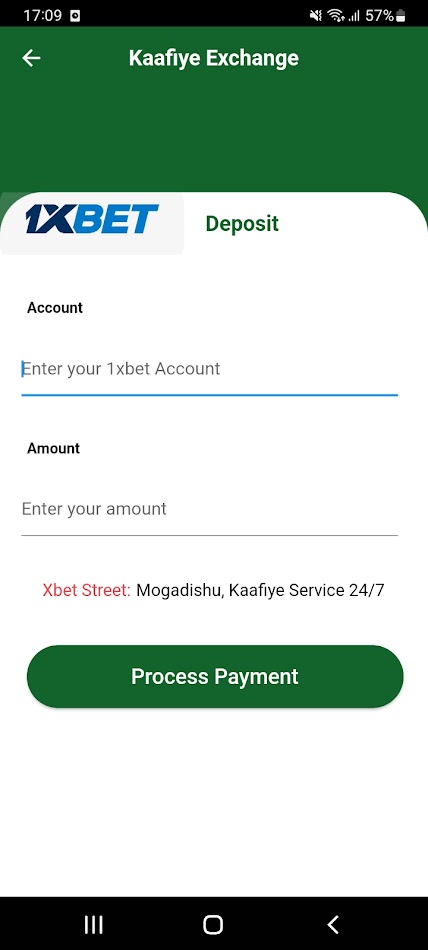 17:09
57%
Kaafiye Exchange
1XBET
Deposit
Account
Enter your 1xbet Account
Amount
Enter your amount
Xbet Street: Mogadishu, Kaafiye Service 24/7
Process Payment